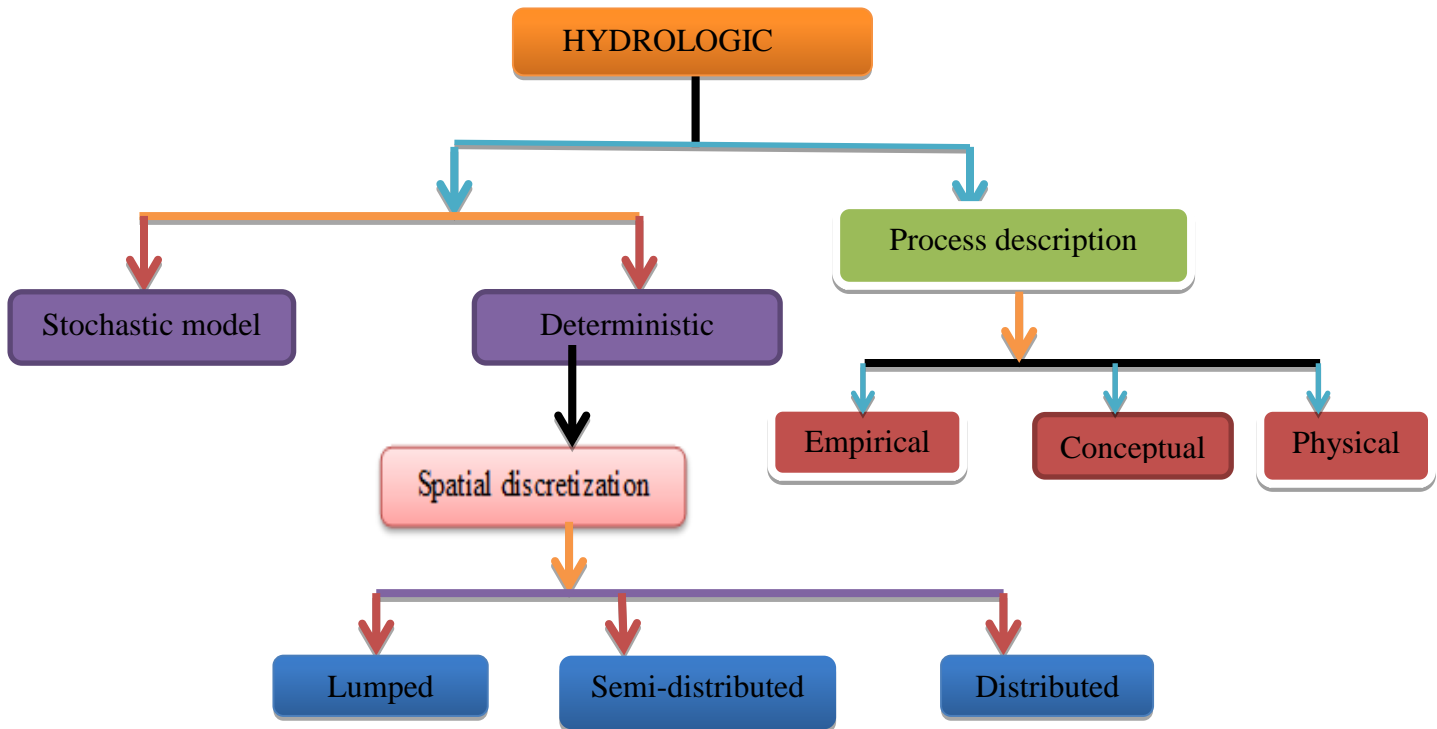 HYDROLOGIC
Process description
Stochastic model
Deterministic
Empirical
Conceptual
Physical
Spatial discretization
Lumped
Semi-distributed
Distributed